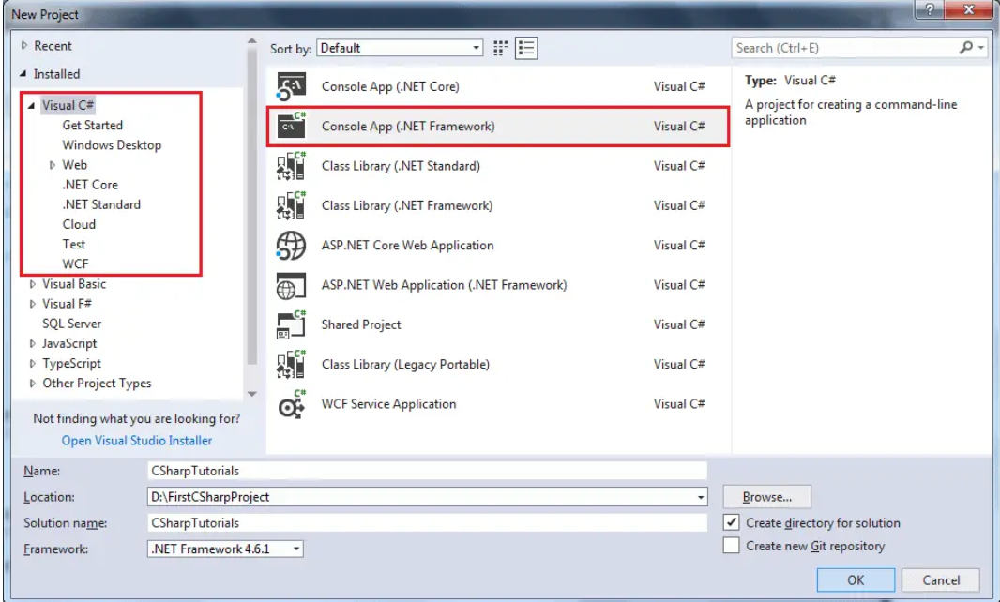 New Project
Recent
Installed
Visual C#
Get Started
Windows Desktop
Web
.NET Core
.NET Standard
Cloud
Test
WCF
Visual Basic
Visual F#
SQL Server
JavaScript
TypeScript
Other Project Types
Not finding what you are looking for?
Open Visual Studio Installer
Sort by: Default
Console App (.NET Core) Visual C#
Console App (.NET Framework) Visual C#
Class Library (.NET Standard) Visual C#
Class Library (.NET Framework) Visual C#
ASP.NET Core Web Application Visual C#
ASP.NET Web Application (.NET Framework) Visual C#
Shared Project Visual C#
Class Library (Legacy Portable) Visual C#
WCF Service Application Visual C#
Search (Ctrl+E)
Type: Visual C#
A project for creating a command-line
application
Name: CSharpTutorials
Location: D:\FirstCSharpProject Browse...
Solution name: CSharpTutorials Create directory for solution
Framework: .NET Framework 4.6.1 Create new Git repository
OK Cancel